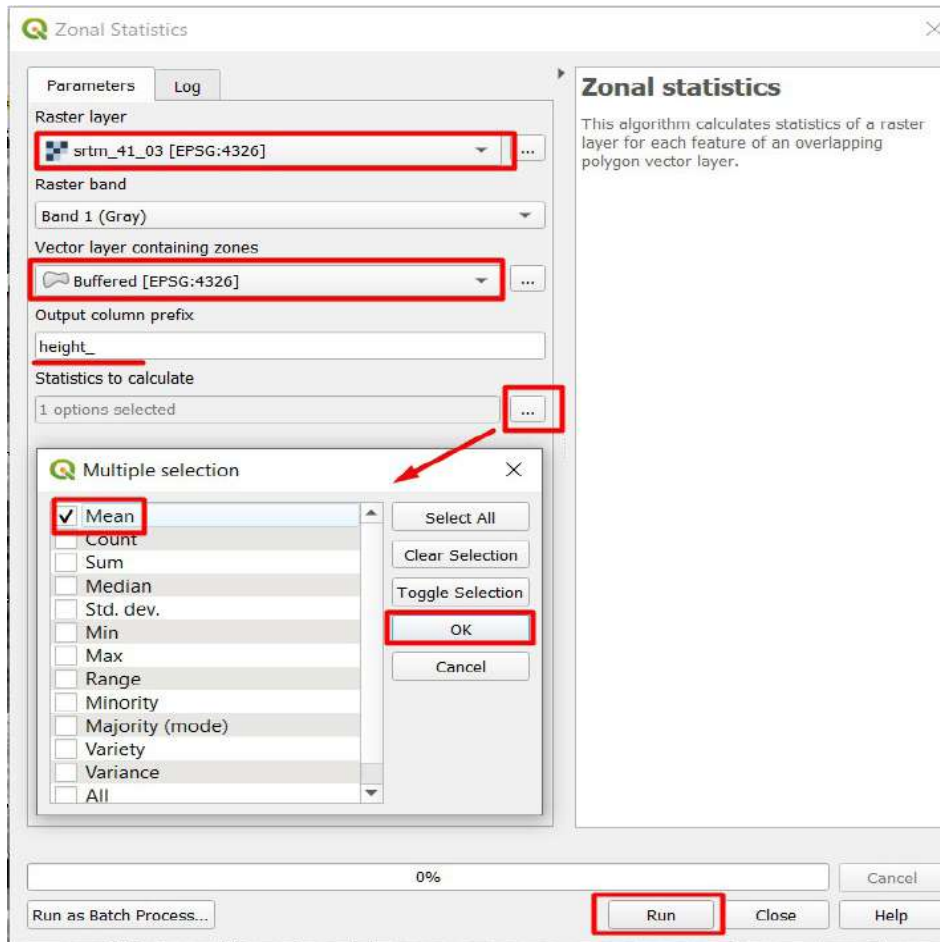 Zonal Statistics
Parameters
Log
Raster layer
srtm_41_03 [EPSG:4326]
...
Raster band
Band 1 (Gray)
Vector layer containing zones
Buffered [EPSG:4326]
...
Output column prefix
height_
Statistics to calculate
1 options selected
...
Multiple selection
Mean
Count
Sum
Median
Std. dev.
Min
Max
Range
Minority
Majority (mode)
Variety
Variance
All
Select All
Clear Selection
Toggle Selection
OK
Cancel
Zonal statistics
This algorithm calculates statistics of a raster
layer for each feature of an overlapping
polygon vector layer.
0%
Cancel
Run as Batch Process...
Run
Close
Help